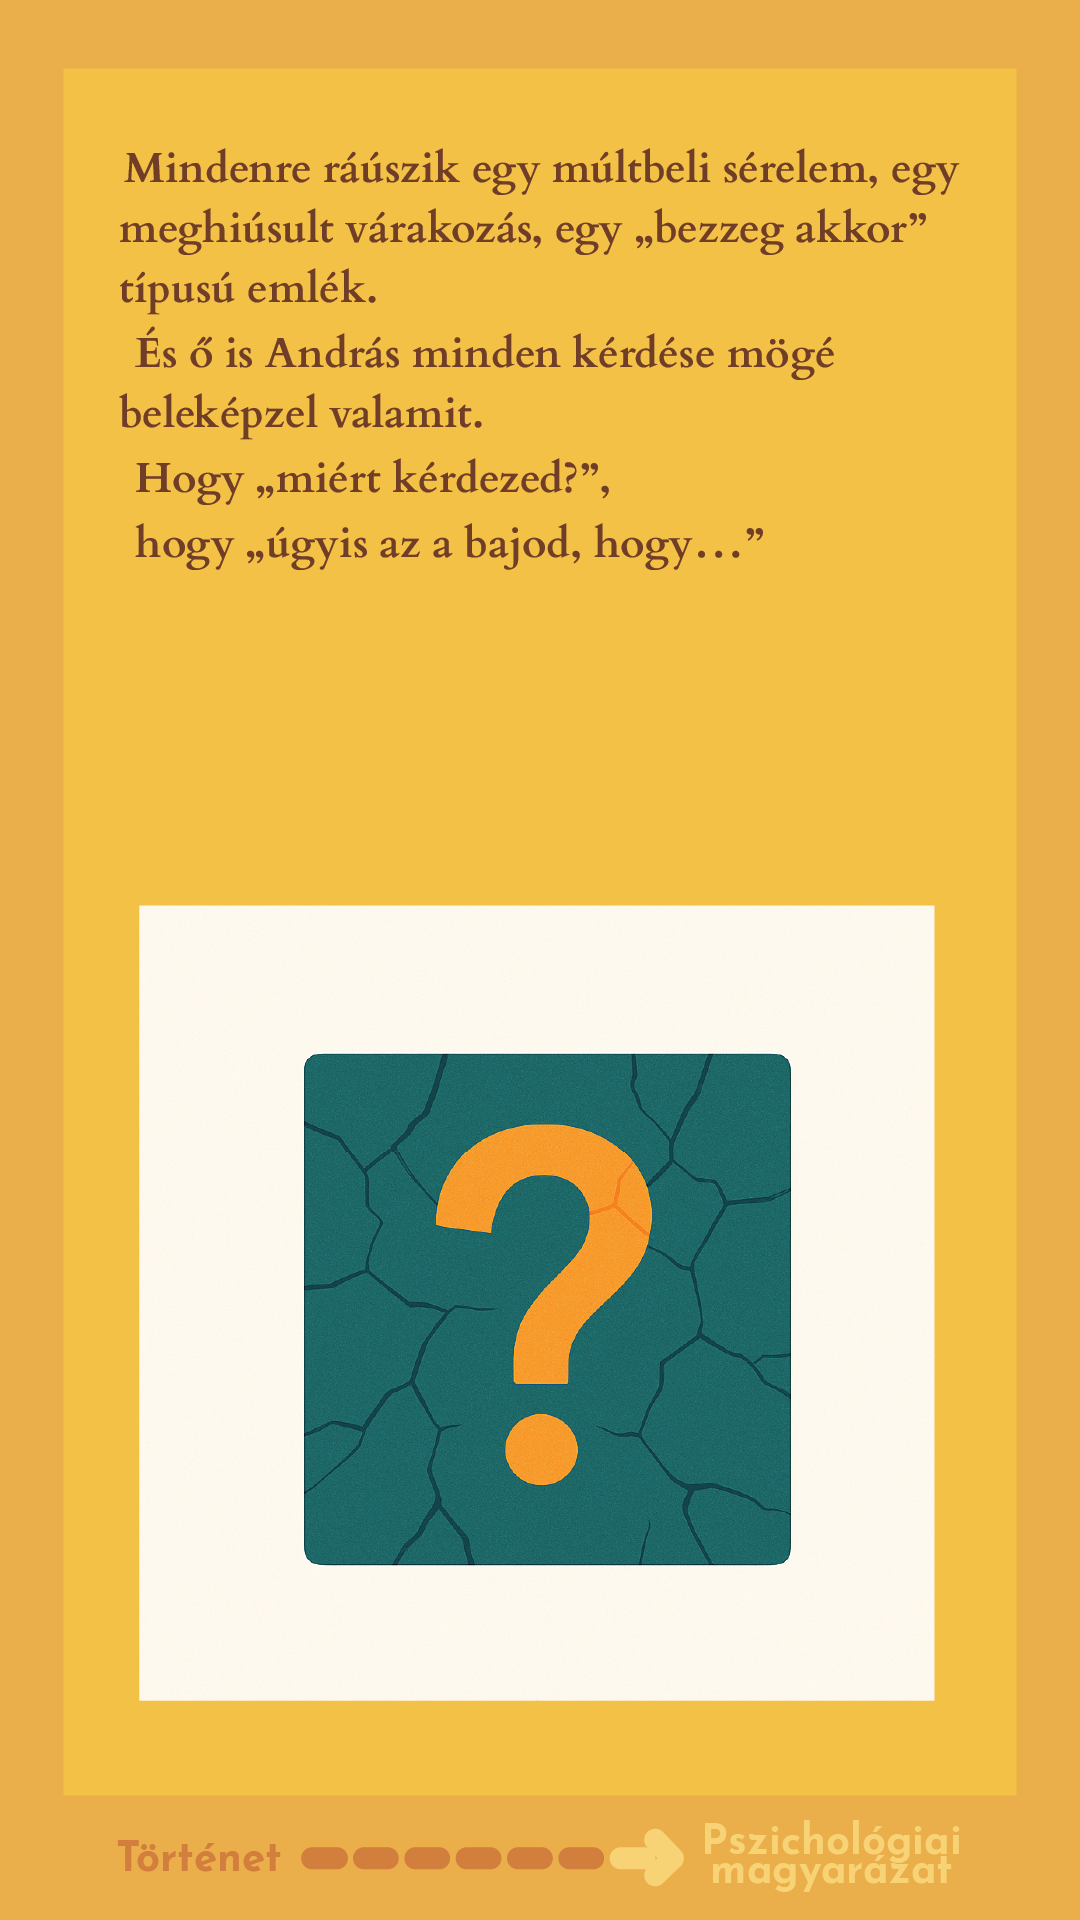 Mindenre ráúszik egy múltbeli sérelem, egy
meghiúsult várakozás, egy „bezzeg akkor”
típusú emlék.
És ő is András minden kérdése mögé
beleképzel valamit.
Hogy „miért kérdezed?”,
hogy „úgyis az a bajod, hogy…”
?
Történet
Pszichológiai
magyarázat